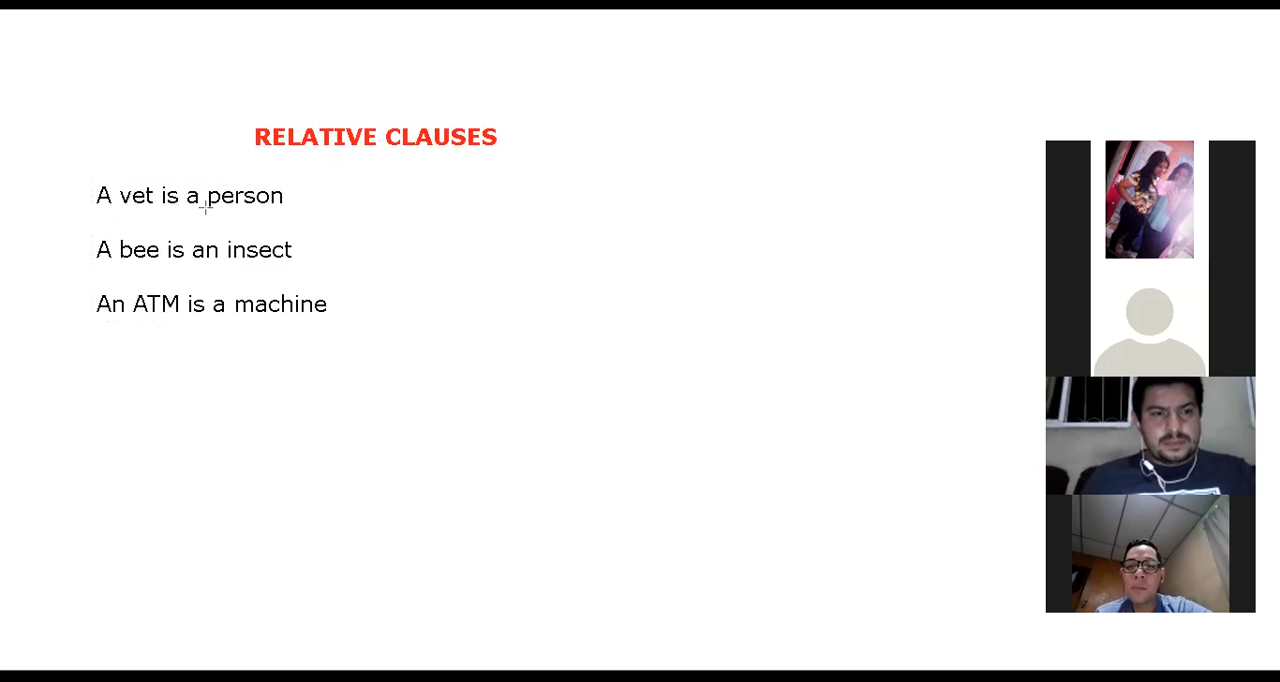 RELATIVE CLAUSES
A vet is a person
A bee is an insect
An ATM is a machine